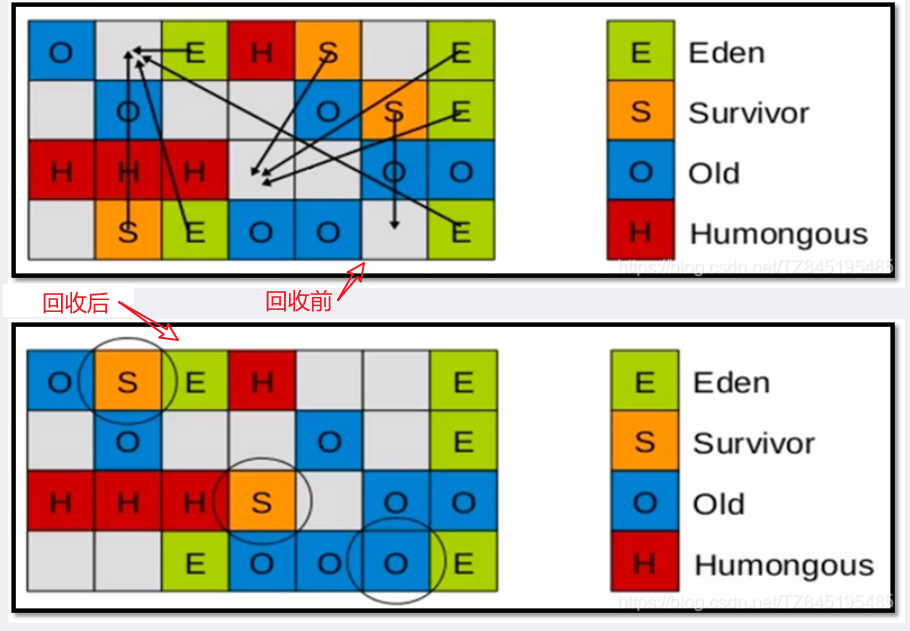 O E H S E E Eden
O O S E S Survivor
H H H O O O Old
S E O O E H Humongous
https://blog.csdn.net/TZ845195485
回收后 回收前
O S E H E E Eden
O O E S Survivor
H H H S O O O Old
E O O O E H Humongous
https://blog.csdn.net/TZ845195485